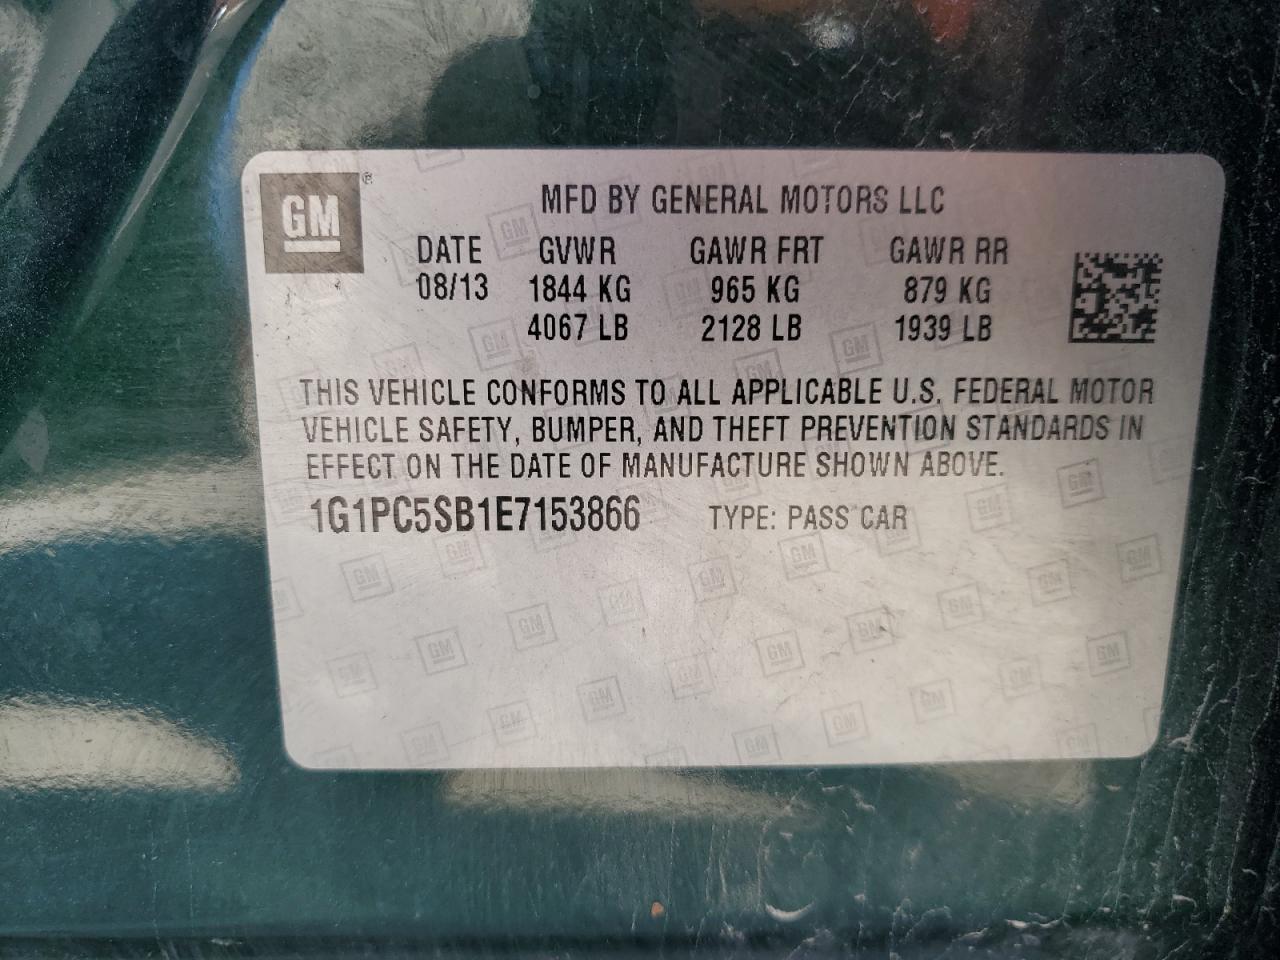 GM ®
MFD BY GENERAL MOTORS LLC
DATE GVWR GAWR FRT GAWR RR
08/13 1844 KG 965 KG 879 KG
4067 LB 2128 LB 1939 LB
THIS VEHICLE CONFORMS TO ALL APPLICABLE U.S. FEDERAL MOTOR
VEHICLE SAFETY, BUMPER, AND THEFT PREVENTION STANDARDS IN
EFFECT ON THE DATE OF MANUFACTURE SHOWN ABOVE.
1G1PC5SB1E7153866 TYPE: PASS CAR